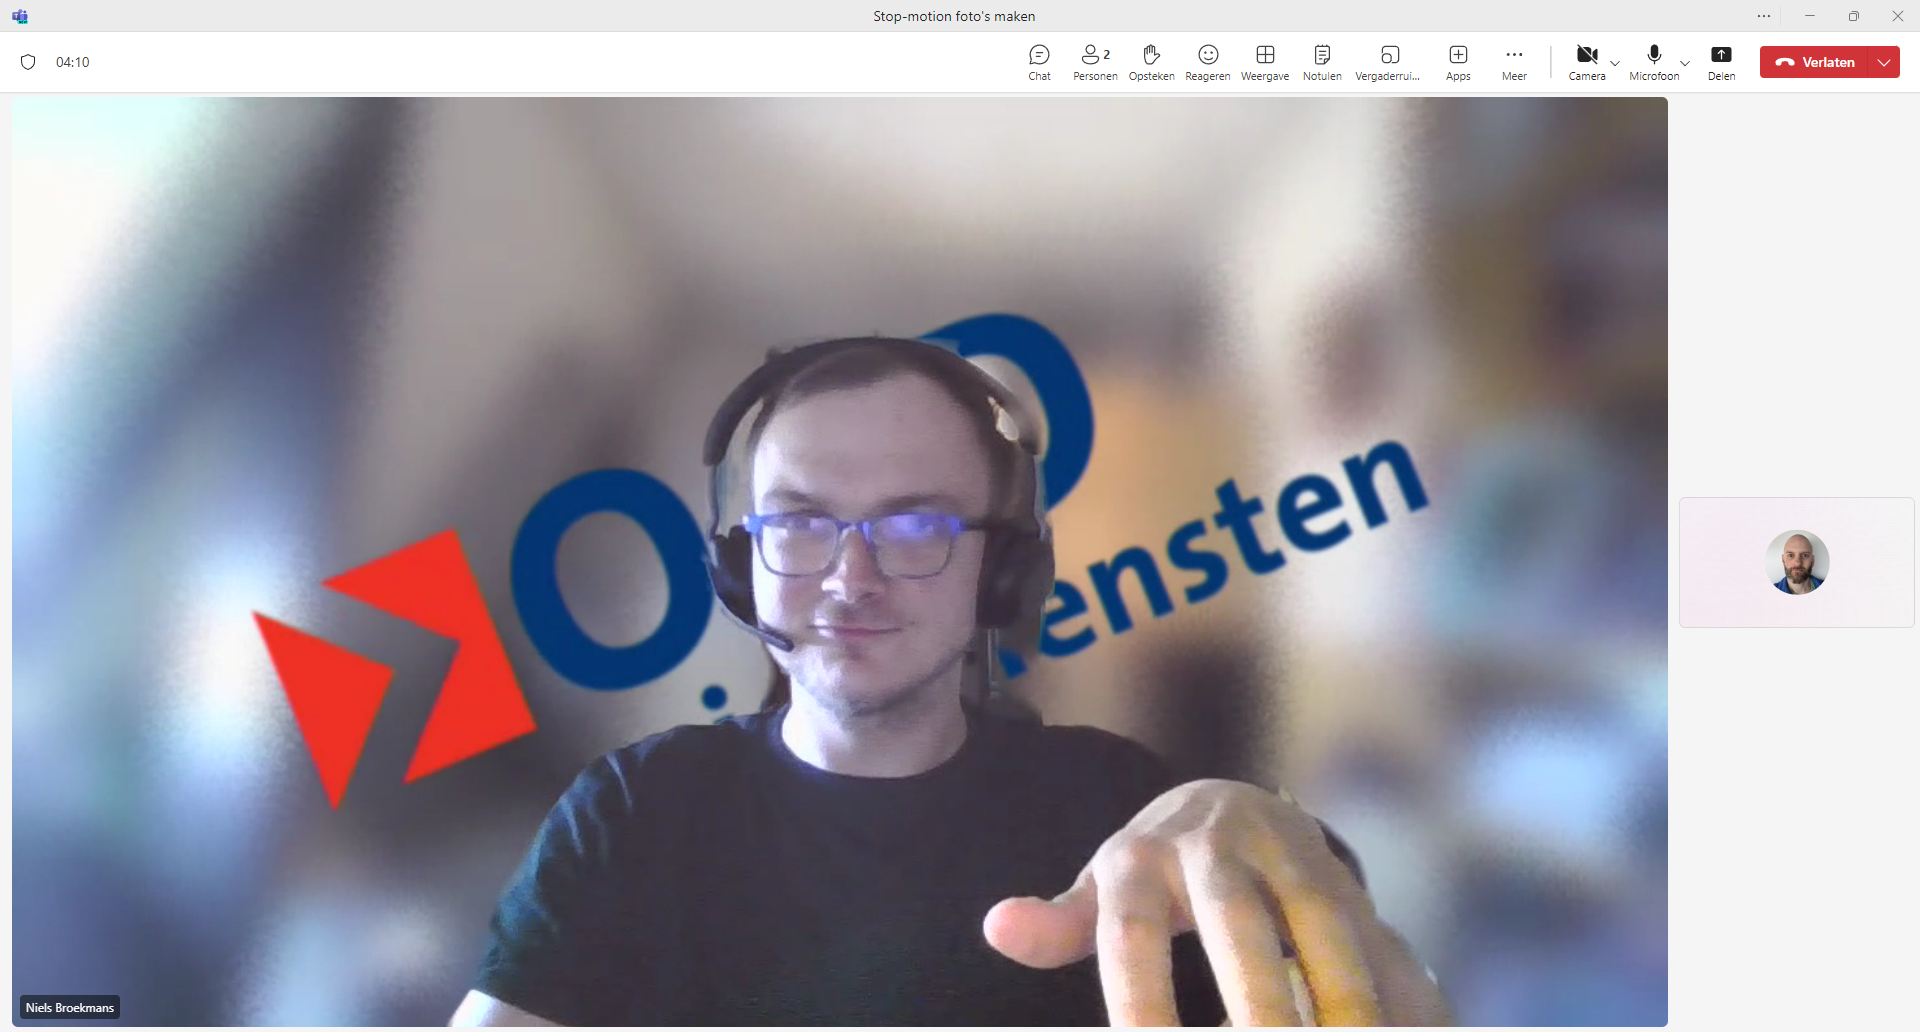 Stop-motion foto's maken
04:10
Chat
Personen
2
Opsteken
Reageren
Weergave
Notulen
Vergaderrui...
Apps
Meer
Camera
Microfoon
Delen
Verlaten
Niels Broekmans